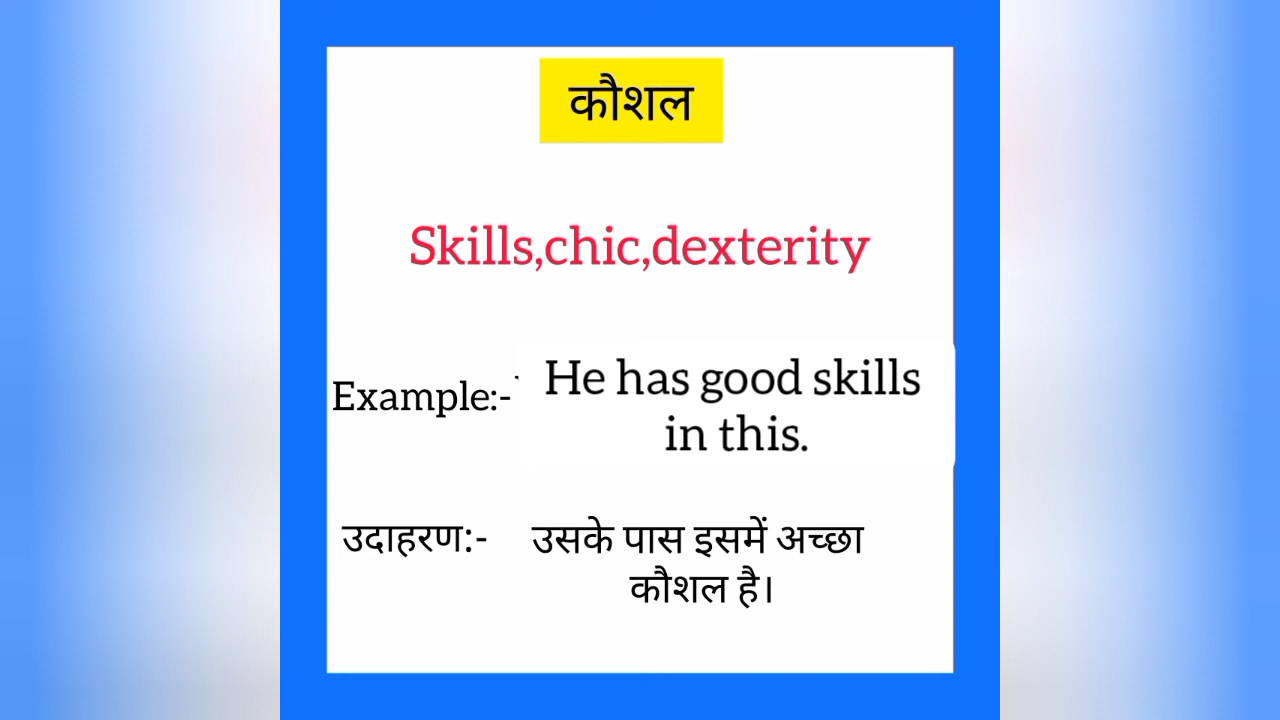 कौशल
Skills,chic,dexterity
Example:-
He has good skills
in this.
उदाहरण:-
उसके पास इसमें अच्छा
कौशल है।